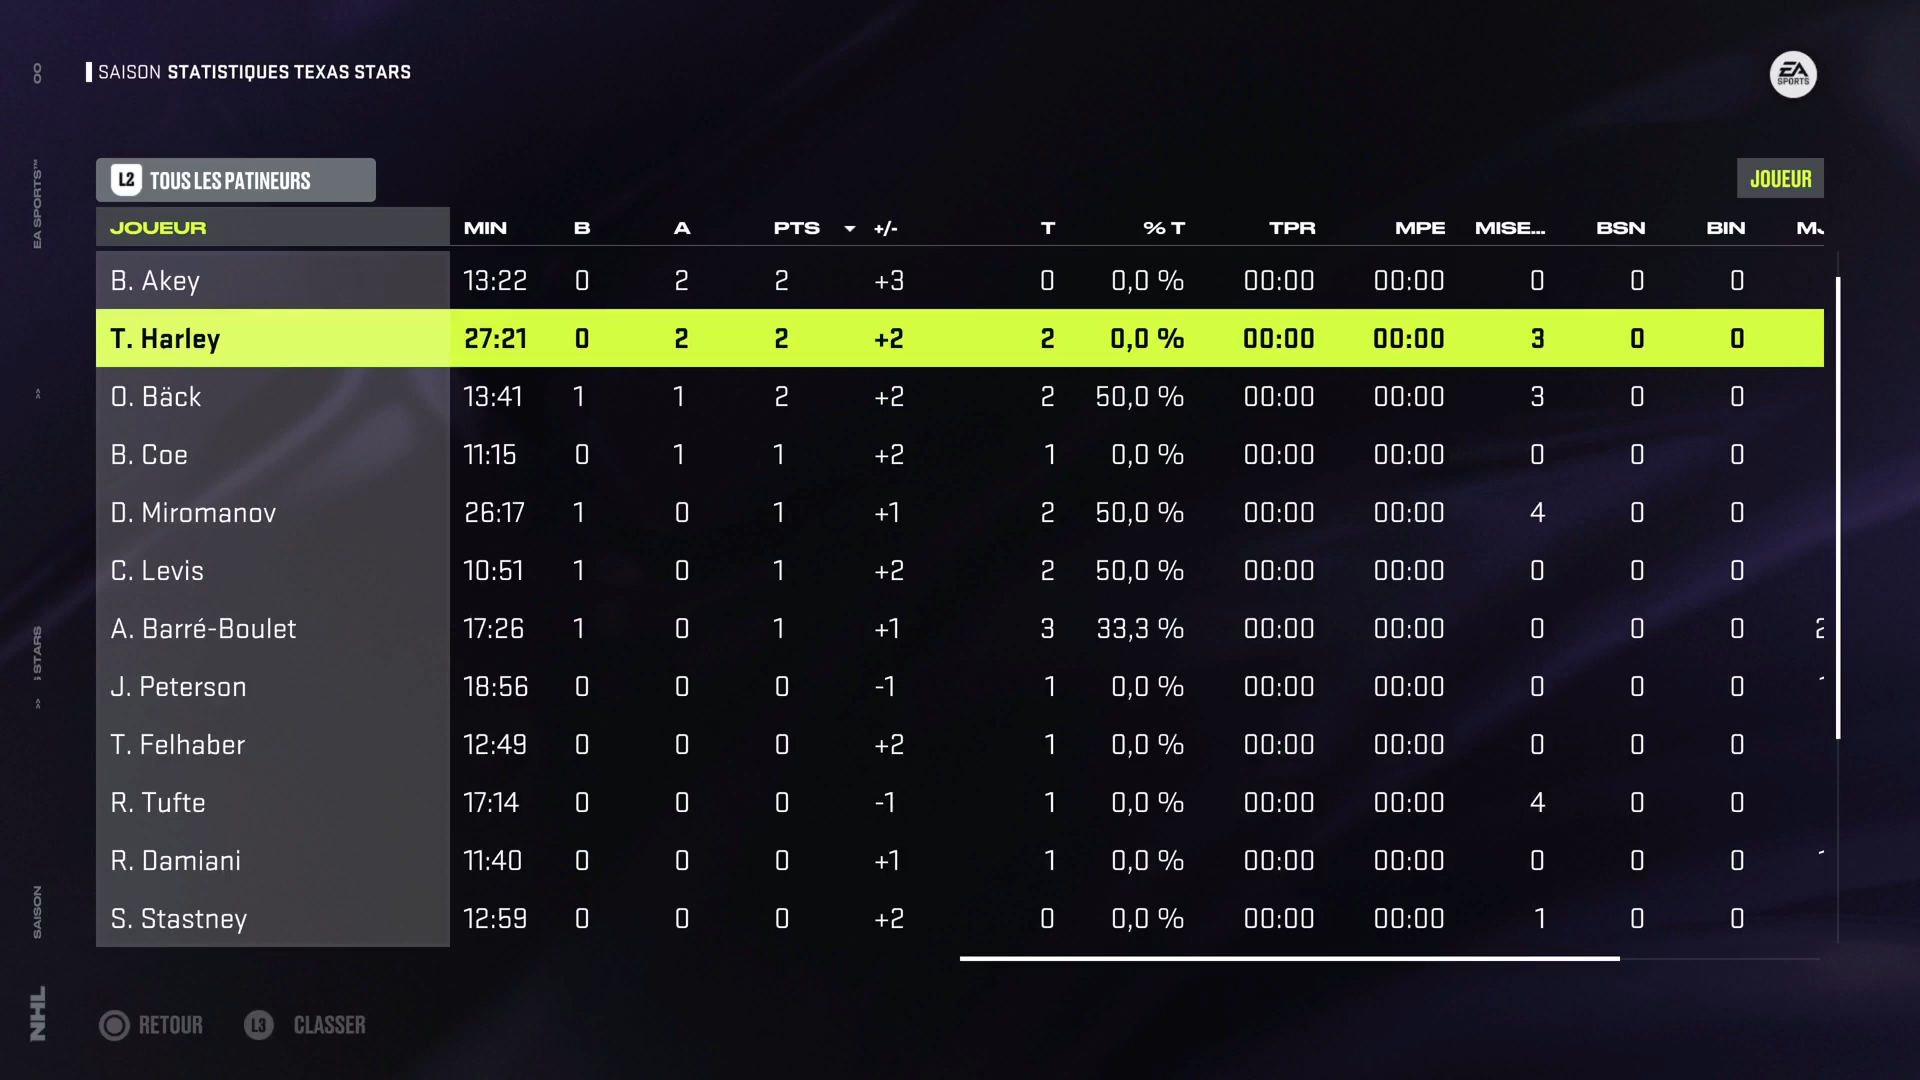 SAISON STATISTIQUES TEXAS STARS
EA SPORTS
EA SPORTS™
STARS
SAISON
NHL
L2 TOUS LES PATINEURS
JOUEUR
JOUEUR MIN B A PTS +/- T % T TPR MPE MISE... BSN BIN
B. Akey 13:22 0 2 2 +3 0 0,0 % 00:00 00:00 0 0 0
T. Harley 27:21 0 2 2 +2 2 0,0 % 00:00 00:00 3 0 0
O. Bäck 13:41 1 1 2 +2 2 50,0 % 00:00 00:00 3 0 0
B. Coe 11:15 0 1 1 +2 1 0,0 % 00:00 00:00 0 0 0
D. Miromanov 26:17 1 0 1 +1 2 50,0 % 00:00 00:00 4 0 0
C. Levis 10:51 1 0 1 +2 2 50,0 % 00:00 00:00 0 0 0
A. Barré-Boulet 17:26 1 0 1 +1 3 33,3 % 00:00 00:00 0 0 0 2
J. Peterson 18:56 0 0 0 -1 1 0,0 % 00:00 00:00 0 0 0
T. Felhaber 12:49 0 0 0 +2 1 0,0 % 00:00 00:00 0 0 0
R. Tufte 17:14 0 0 0 -1 1 0,0 % 00:00 00:00 4 0 0
R. Damiani 11:40 0 0 0 +1 1 0,0 % 00:00 00:00 0 0 0
S. Stastney 12:59 0 0 0 +2 0 0,0 % 00:00 00:00 1 0 0
RETOUR L3 CLASSER